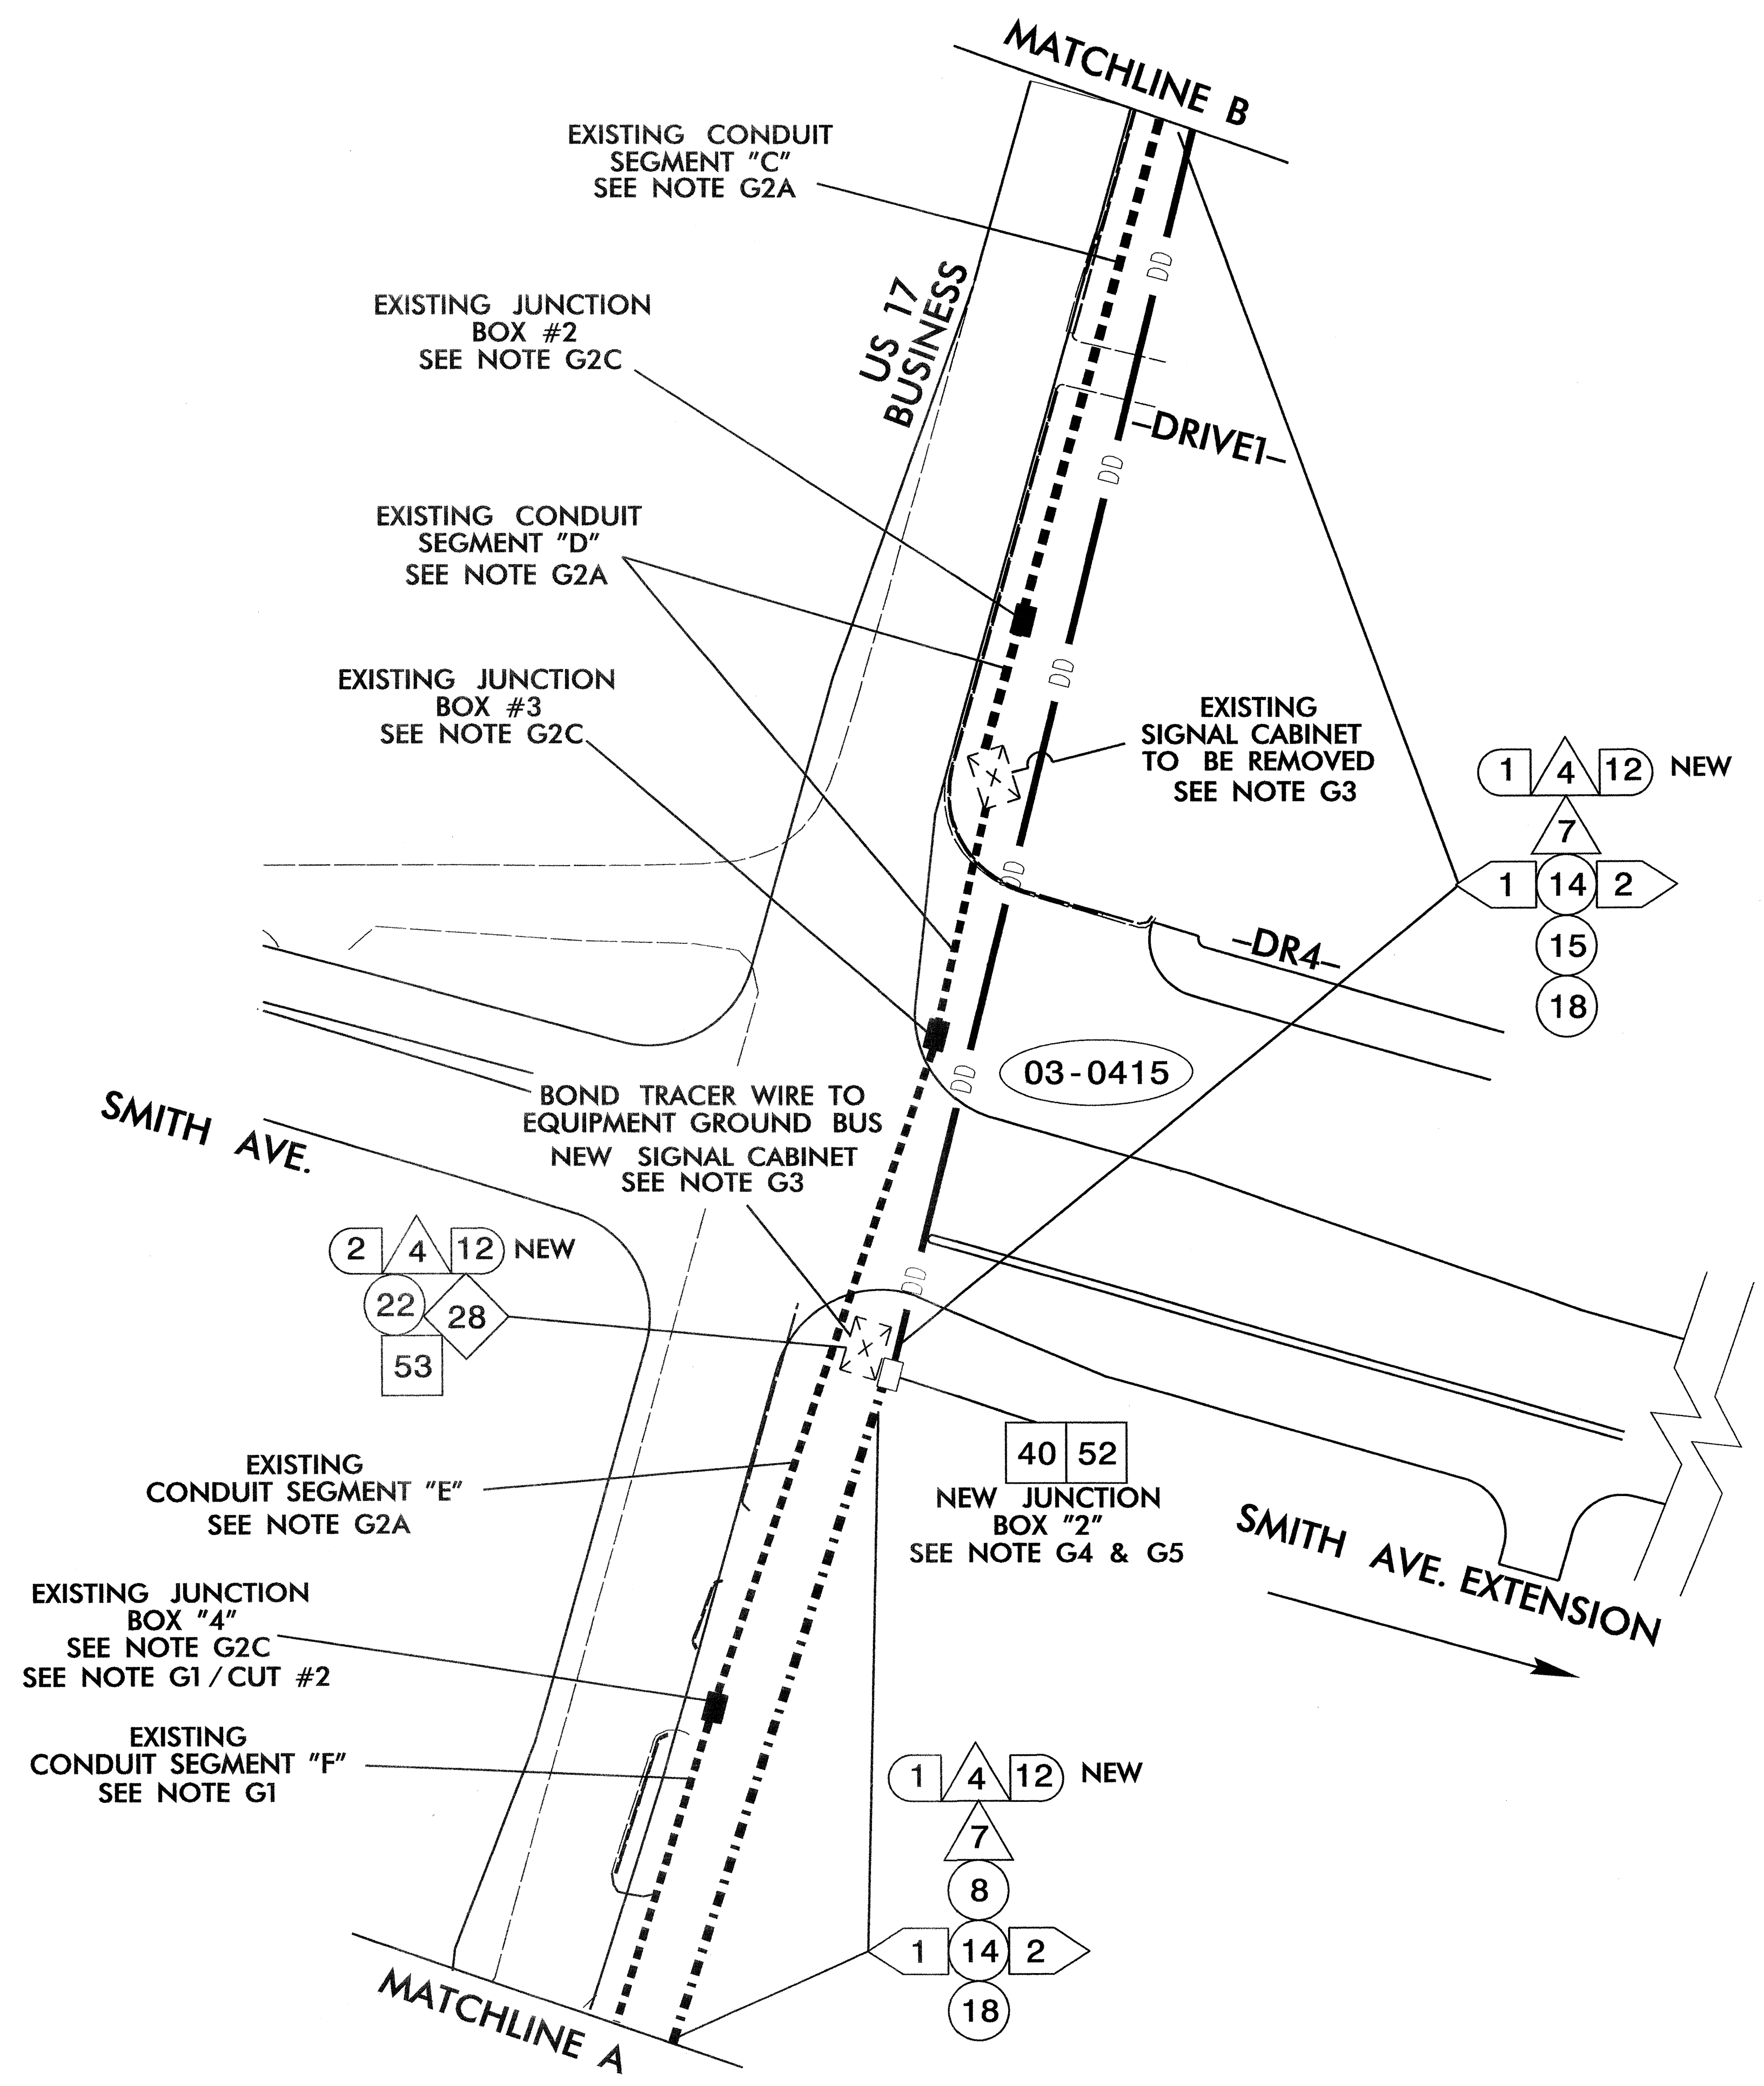 MATCHLINE B
EXISTING CONDUIT
SEGMENT "C"
SEE NOTE G2A
DD
US 17
BUSINESS
EXISTING JUNCTION
BOX #2
SEE NOTE G2C
-DRIVE1-
DD
EXISTING CONDUIT
SEGMENT "D"
SEE NOTE G2A
DD
EXISTING JUNCTION
BOX #3
SEE NOTE G2C
EXISTING
SIGNAL CABINET
TO BE REMOVED
SEE NOTE G3
1 4 12 NEW
7
1 14 2
15
18
DD
-DR4-
03-0415
DD
SMITH AVE.
BOND TRACER WIRE TO
EQUIPMENT GROUND BUS
NEW SIGNAL CABINET
SEE NOTE G3
2 4 12 NEW
22 28
53
DD
40 52
NEW JUNCTION
BOX "2"
SEE NOTE G4 & G5
EXISTING
CONDUIT SEGMENT "E"
SEE NOTE G2A
SMITH AVE. EXTENSION
EXISTING JUNCTION
BOX "4"
SEE NOTE G2C
SEE NOTE G1 / CUT #2
EXISTING
CONDUIT SEGMENT "F"
SEE NOTE G1
1 4 12 NEW
7
8
1 14 2
18
MATCHLINE A